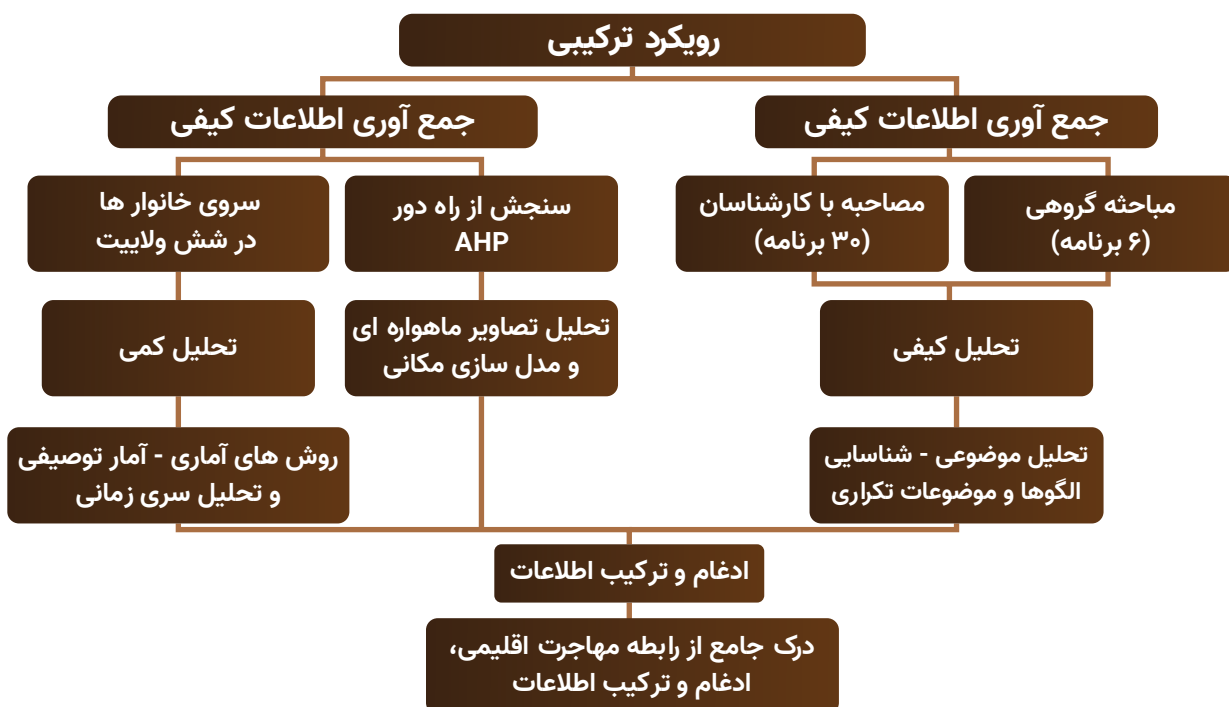 رویکرد ترکیبی
جمع آوری اطلاعات کیفی
جمع آوری اطلاعات کیفی
مباحثه گروهی
(۶ برنامه)
مصاحبه با کارشناسان
(۳۰ برنامه)
سنجش از راه دور
AHP
سروی خانوار ها
در شش ولاییت
تحلیل کیفی
تحلیل تصاویر ماهواره ای
و مدل سازی مکانی
تحلیل کمی
تحلیل موضوعی - شناسایی
الگوها و موضوعات تکراری
روش های آماری - آمار توصیفی
و تحلیل سری زمانی
ادغام و ترکیب اطلاعات
درک جامع از رابطه مهاجرت اقلیمی،
ادغام و ترکیب اطلاعات